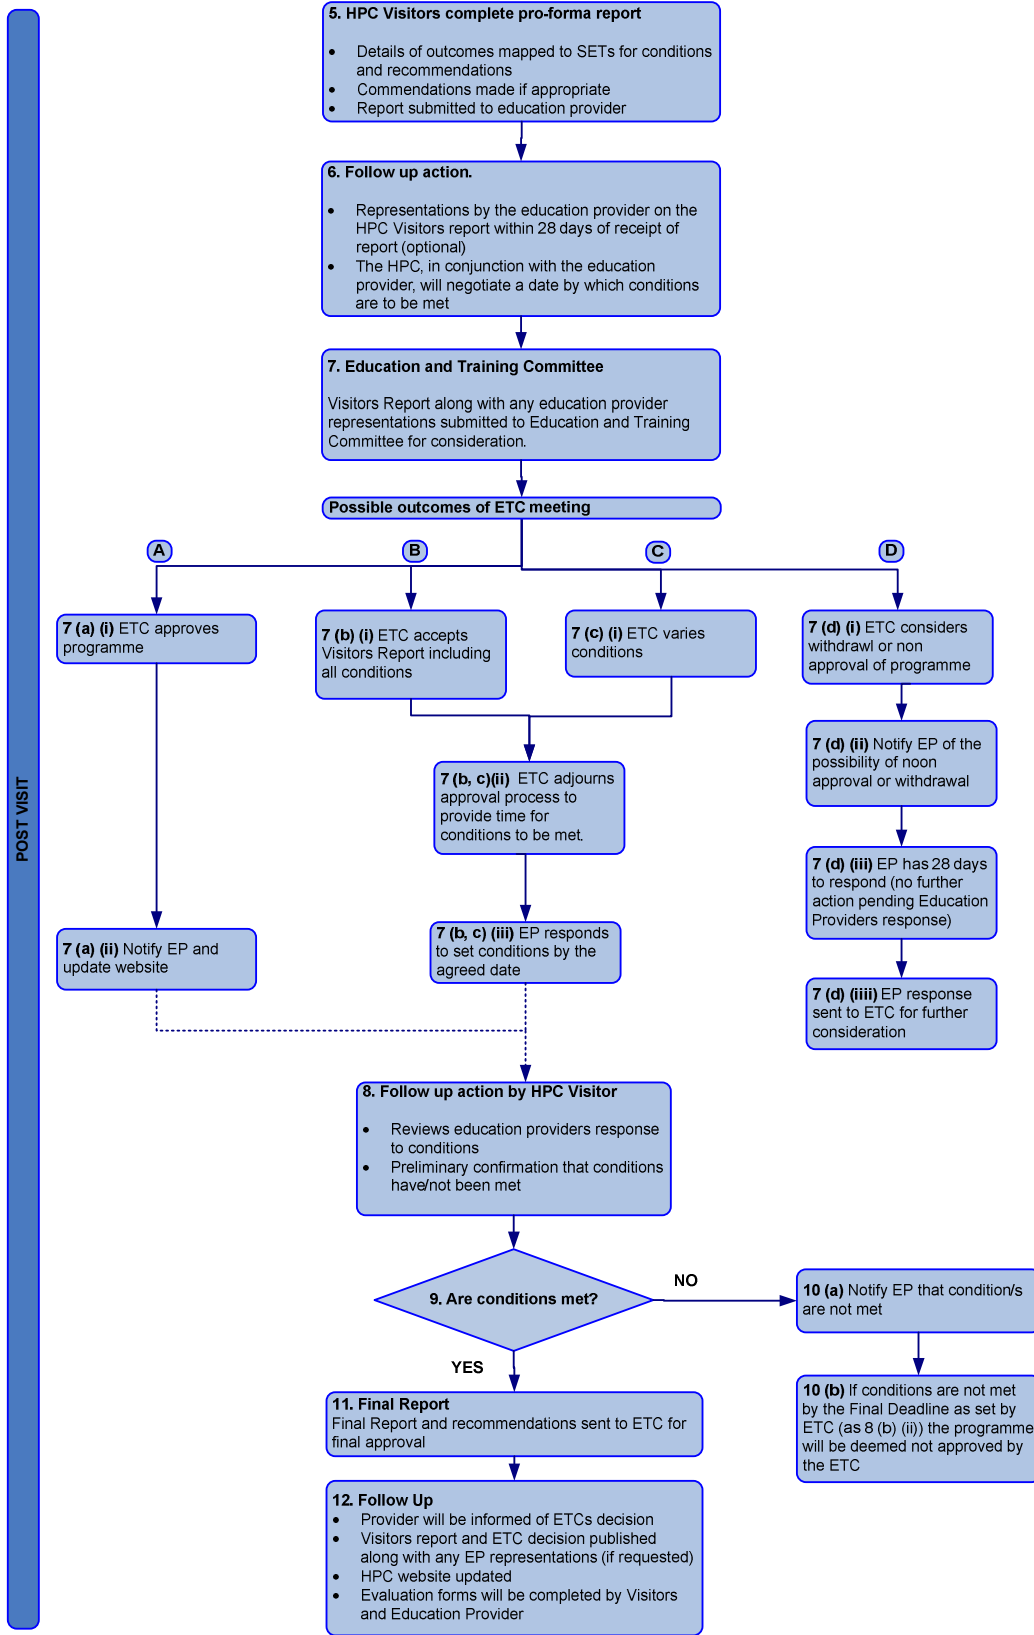 POST VISIT
5. HPC Visitors complete pro-forma report
• Details of outcomes mapped to SETs for conditions
and recommendations
• Commendations made if appropriate
• Report submitted to education provider
6. Follow up action.
• Representations by the education provider on the
HPC Visitors report within 28 days of receipt of
report (optional)
• The HPC, in conjunction with the education
provider, will negotiate a date by which conditions
are to be met
7. Education and Training Committee
Visitors Report along with any education provider
representations submitted to Education and Training
Committee for consideration.
Possible outcomes of ETC meeting
A
B
C
D
7 (a) (i) ETC approves
programme
7 (b) (i) ETC accepts
Visitors Report including
all conditions
7 (c) (i) ETC varies
conditions
7 (d) (i) ETC considers
withdrawl or non
approval of programme
7 (d) (ii) Notify EP of the
possibility of noon
approval or withdrawal
7 (b, c)(ii) ETC adjourns
approval process to
provide time for
conditions to be met.
7 (d) (iii) EP has 28 days
to respond (no further
action pending Education
Providers response)
7 (a) (ii) Notify EP and
update website
7 (b, c) (iii) EP responds
to set conditions by the
agreed date
7 (d) (iiii) EP response
sent to ETC for further
consideration
8. Follow up action by HPC Visitor
• Reviews education providers response
to conditions
• Preliminary confirmation that conditions
have/not been met
9. Are conditions met?
NO
YES
10 (a) Notify EP that condition/s
are not met
10 (b) If conditions are not met
by the Final Deadline as set by
ETC (as 8 (b) (ii)) the programme
will be deemed not approved by
the ETC
11. Final Report
Final Report and recommendations sent to ETC for
final approval
12. Follow Up
• Provider will be informed of ETCs decision
• Visitors report and ETC decision published
along with any EP representations (if requested)
• HPC website updated
• Evaluation forms will be completed by Visitors
and Education Provider